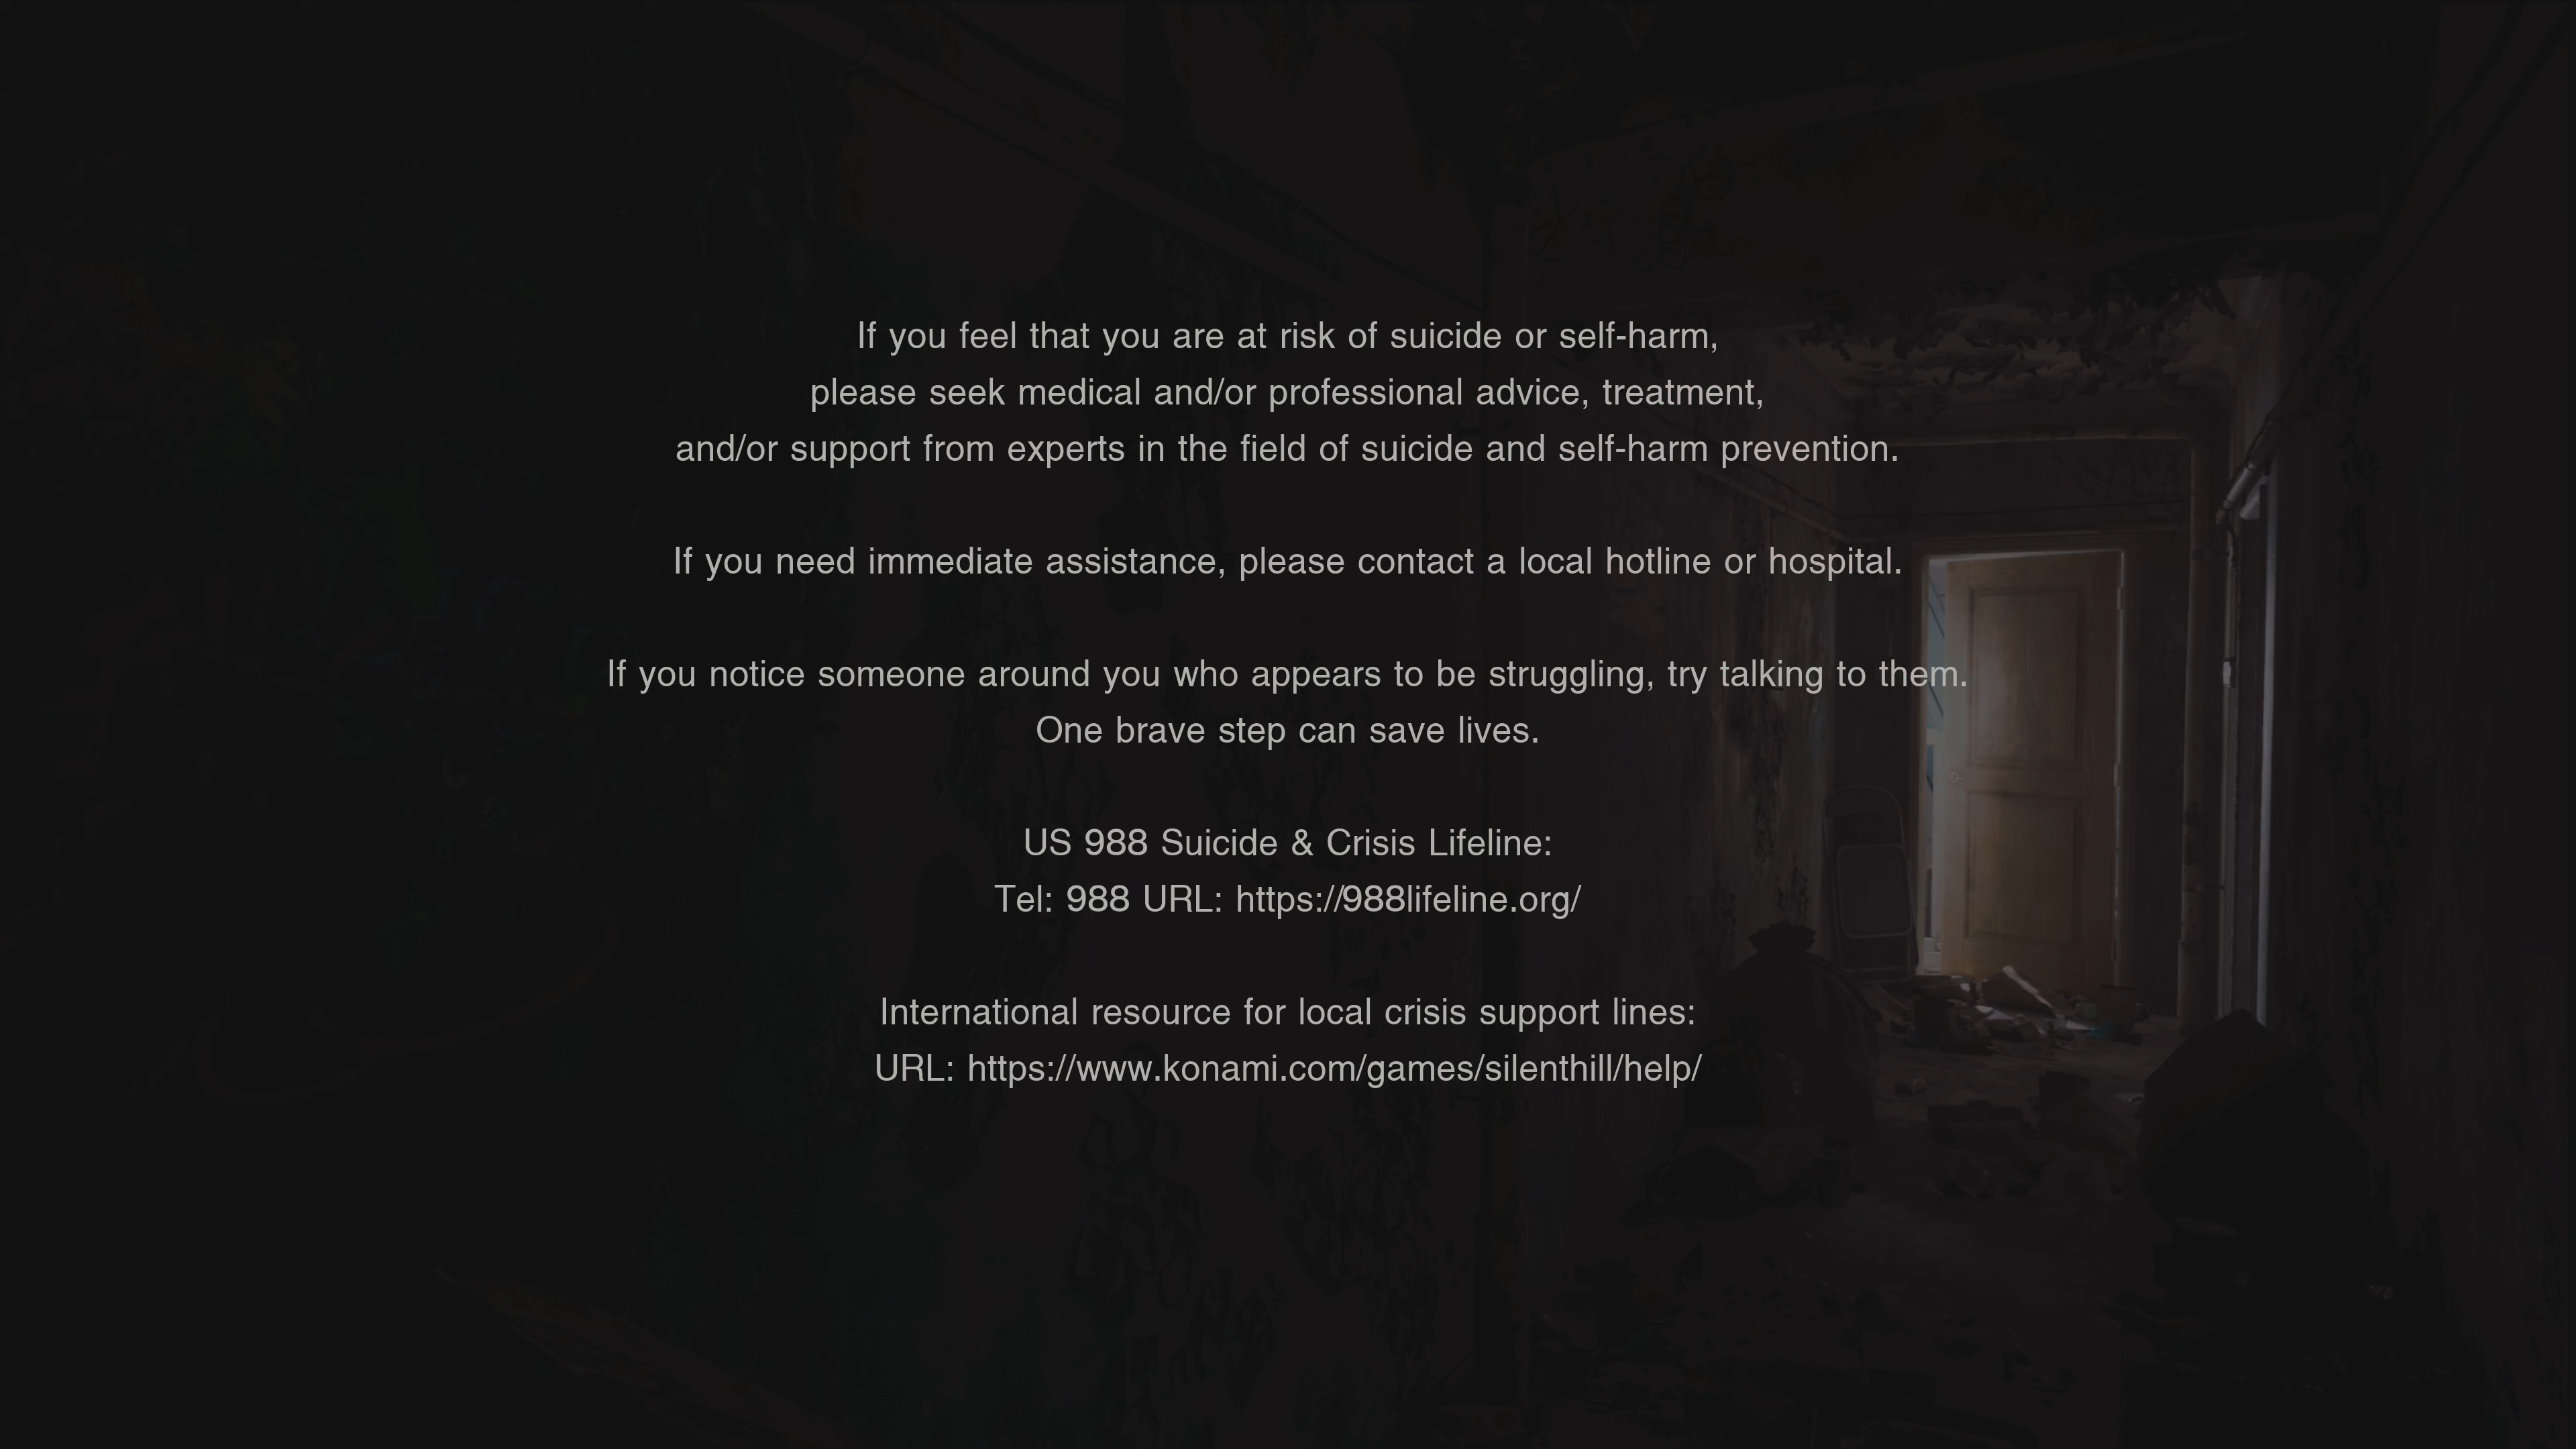 If you feel that you are at risk of suicide or self-harm,
please seek medical and/or professional advice, treatment,
and/or support from experts in the field of suicide and self-harm prevention.
If you need immediate assistance, please contact a local hotline or hospital.
If you notice someone around you who appears to be struggling, try talking to them.
One brave step can save lives.
US 988 Suicide & Crisis Lifeline:
Tel: 988 URL: https://988lifeline.org/
International resource for local crisis support lines:
URL: https://www.konami.com/games/silenthill/help/